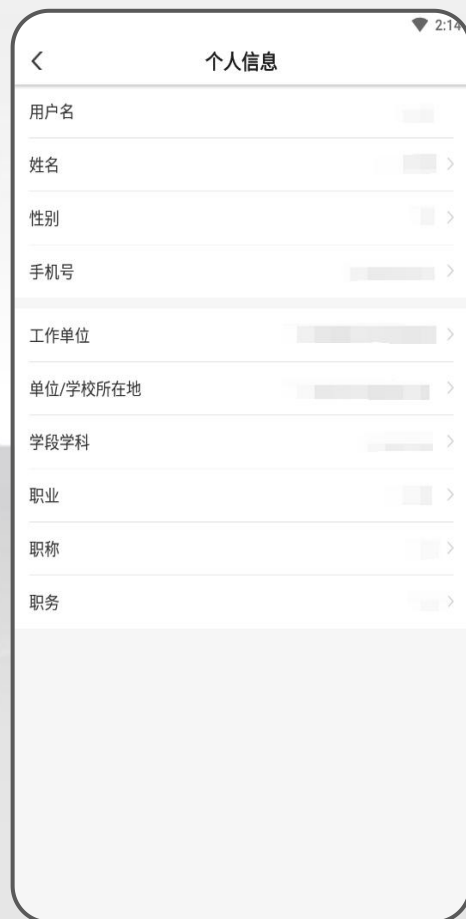 2:14
个人信息
用户名
姓名
性别
手机号
工作单位
单位/学校所在地
学段学科
职业
职称
职务